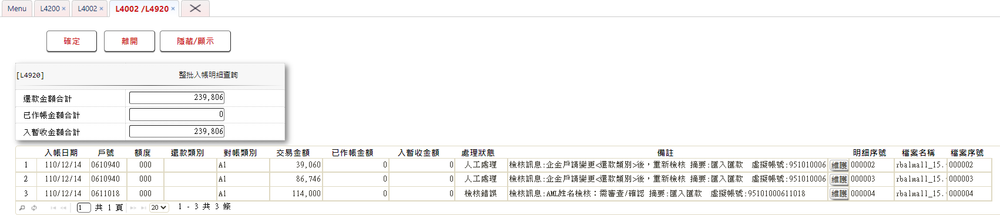 Menu L4200 × L4002 × L4002 /L4920 ×
確定 離開 隱藏/顯示
[L4920] 整批入帳明細查詢
還款金額合計 239,806
已作帳金額合計 0
入暫收金額合計 239,806
入帳日期 戶號 額度 還款類別 對帳類別 交易金額 已作帳金額 入暫收金額 處理狀態 備註 明細序號 檔案名稱 檔案序號
1 110/12/14 0610940 000 A1 39,060 0 0 人工處理 檢核訊息:企金戶請變更<還款類別>後，重新檢核 摘要:匯入匯款 虛擬帳號:951010006 維護 000002 rbalmall_15. 000002
2 110/12/14 0610940 000 A1 86,746 0 0 人工處理 檢核訊息:企金戶請變更<還款類別>後，重新檢核 摘要:匯入匯款 虛擬帳號:951010006 維護 000003 rbalmall_15. 000003
3 110/12/14 0611018 000 A1 114,000 0 0 檢核錯誤 檢核訊息:AML姓名檢核：需審查/確認 摘要:匯入匯款 虛擬帳號:95101000611018 維護 000004 rbalmall_15. 000004
1 共 1 頁 20 1 - 3 共 3 條